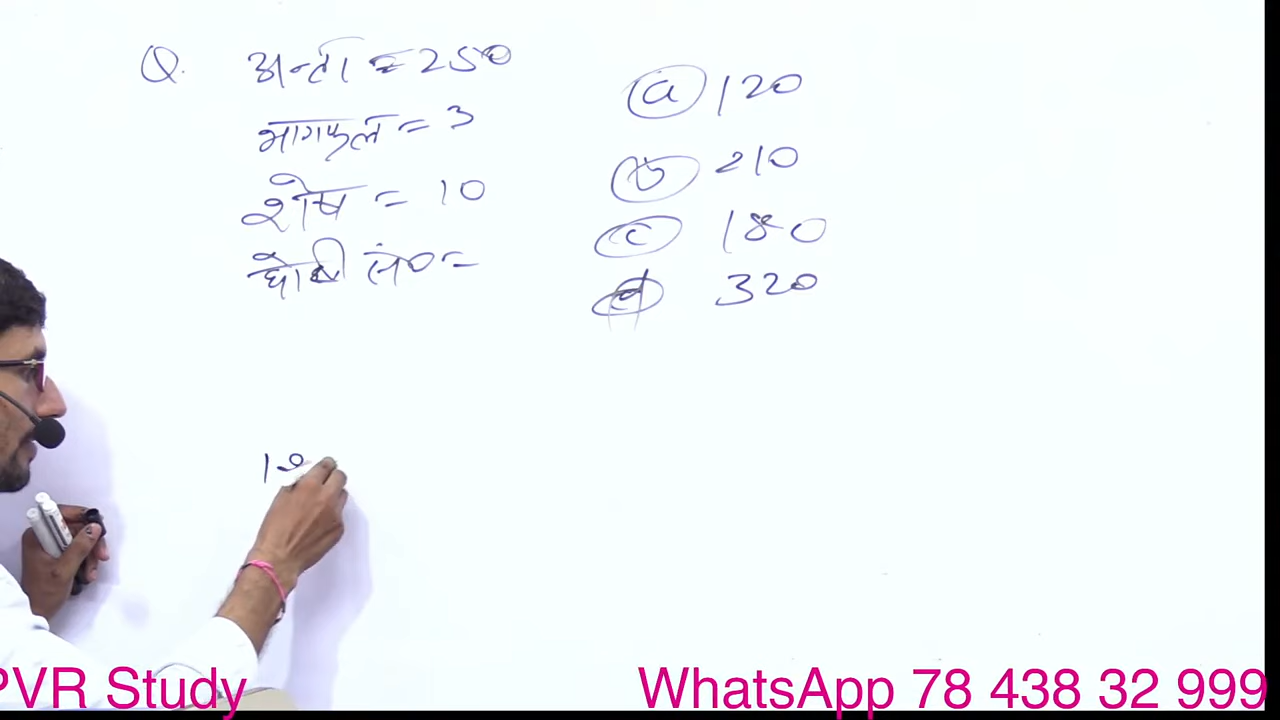 Q. अन्तर = 250
भागफल = 3
शेष = 10
छोटी सं० =
(a) 120
(b) 210
(c) 180
(d) 320
PVR Study
WhatsApp 78 438 32 999